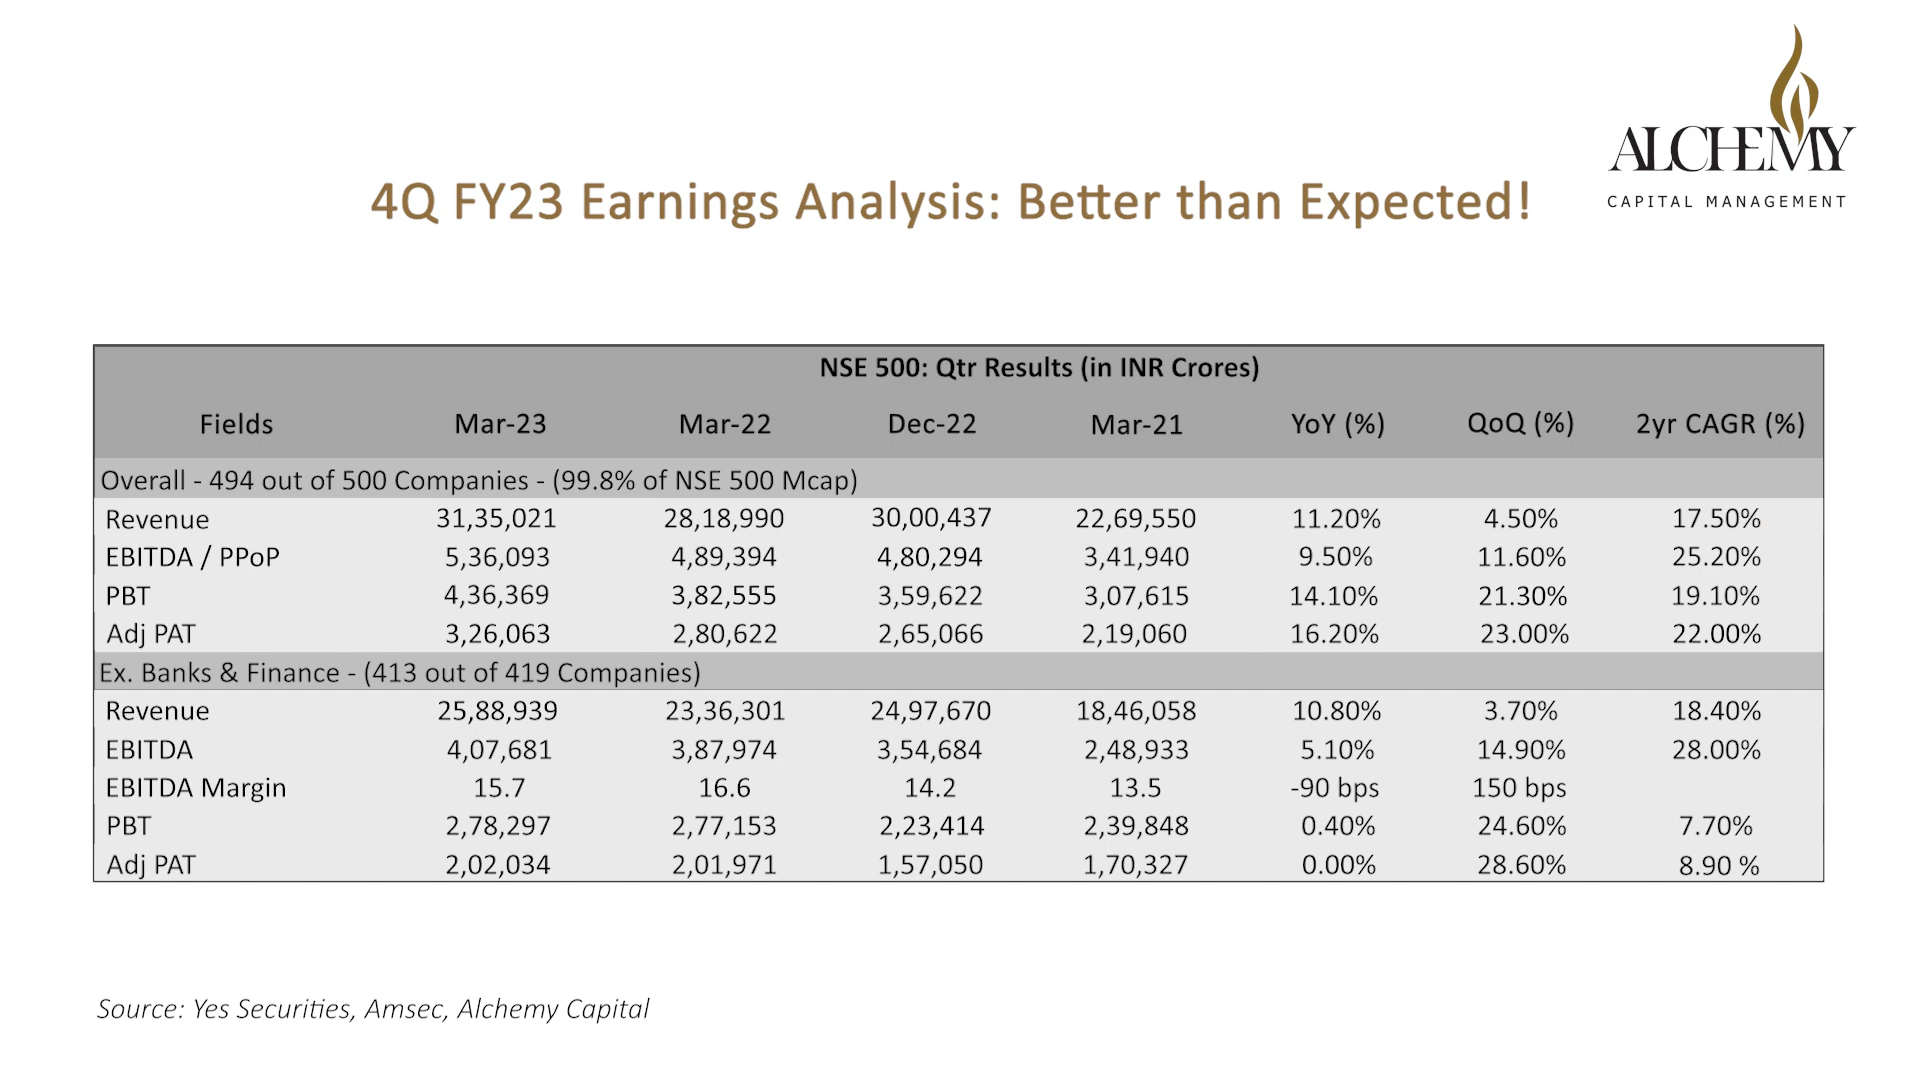 ALCHEMY
CAPITAL MANAGEMENT
4Q FY23 Earnings Analysis: Better than Expected!
NSE 500: Qtr Results (in INR Crores)
Fields Mar-23 Mar-22 Dec-22 Mar-21 YoY (%) QoQ (%) 2yr CAGR (%)
Overall - 494 out of 500 Companies - (99.8% of NSE 500 Mcap)
Revenue 31,35,021 28,18,990 30,00,437 22,69,550 11.20% 4.50% 17.50%
EBITDA / PPoP 5,36,093 4,89,394 4,80,294 3,41,940 9.50% 11.60% 25.20%
PBT 4,36,369 3,82,555 3,59,622 3,07,615 14.10% 21.30% 19.10%
Adj PAT 3,26,063 2,80,622 2,65,066 2,19,060 16.20% 23.00% 22.00%
Ex. Banks & Finance - (413 out of 419 Companies)
Revenue 25,88,939 23,36,301 24,97,670 18,46,058 10.80% 3.70% 18.40%
EBITDA 4,07,681 3,87,974 3,54,684 2,48,933 5.10% 14.90% 28.00%
EBITDA Margin 15.7 16.6 14.2 13.5 -90 bps 150 bps
PBT 2,78,297 2,77,153 2,23,414 2,39,848 0.40% 24.60% 7.70%
Adj PAT 2,02,034 2,01,971 1,57,050 1,70,327 0.00% 28.60% 8.90 %
Source: Yes Securities, Amsec, Alchemy Capital